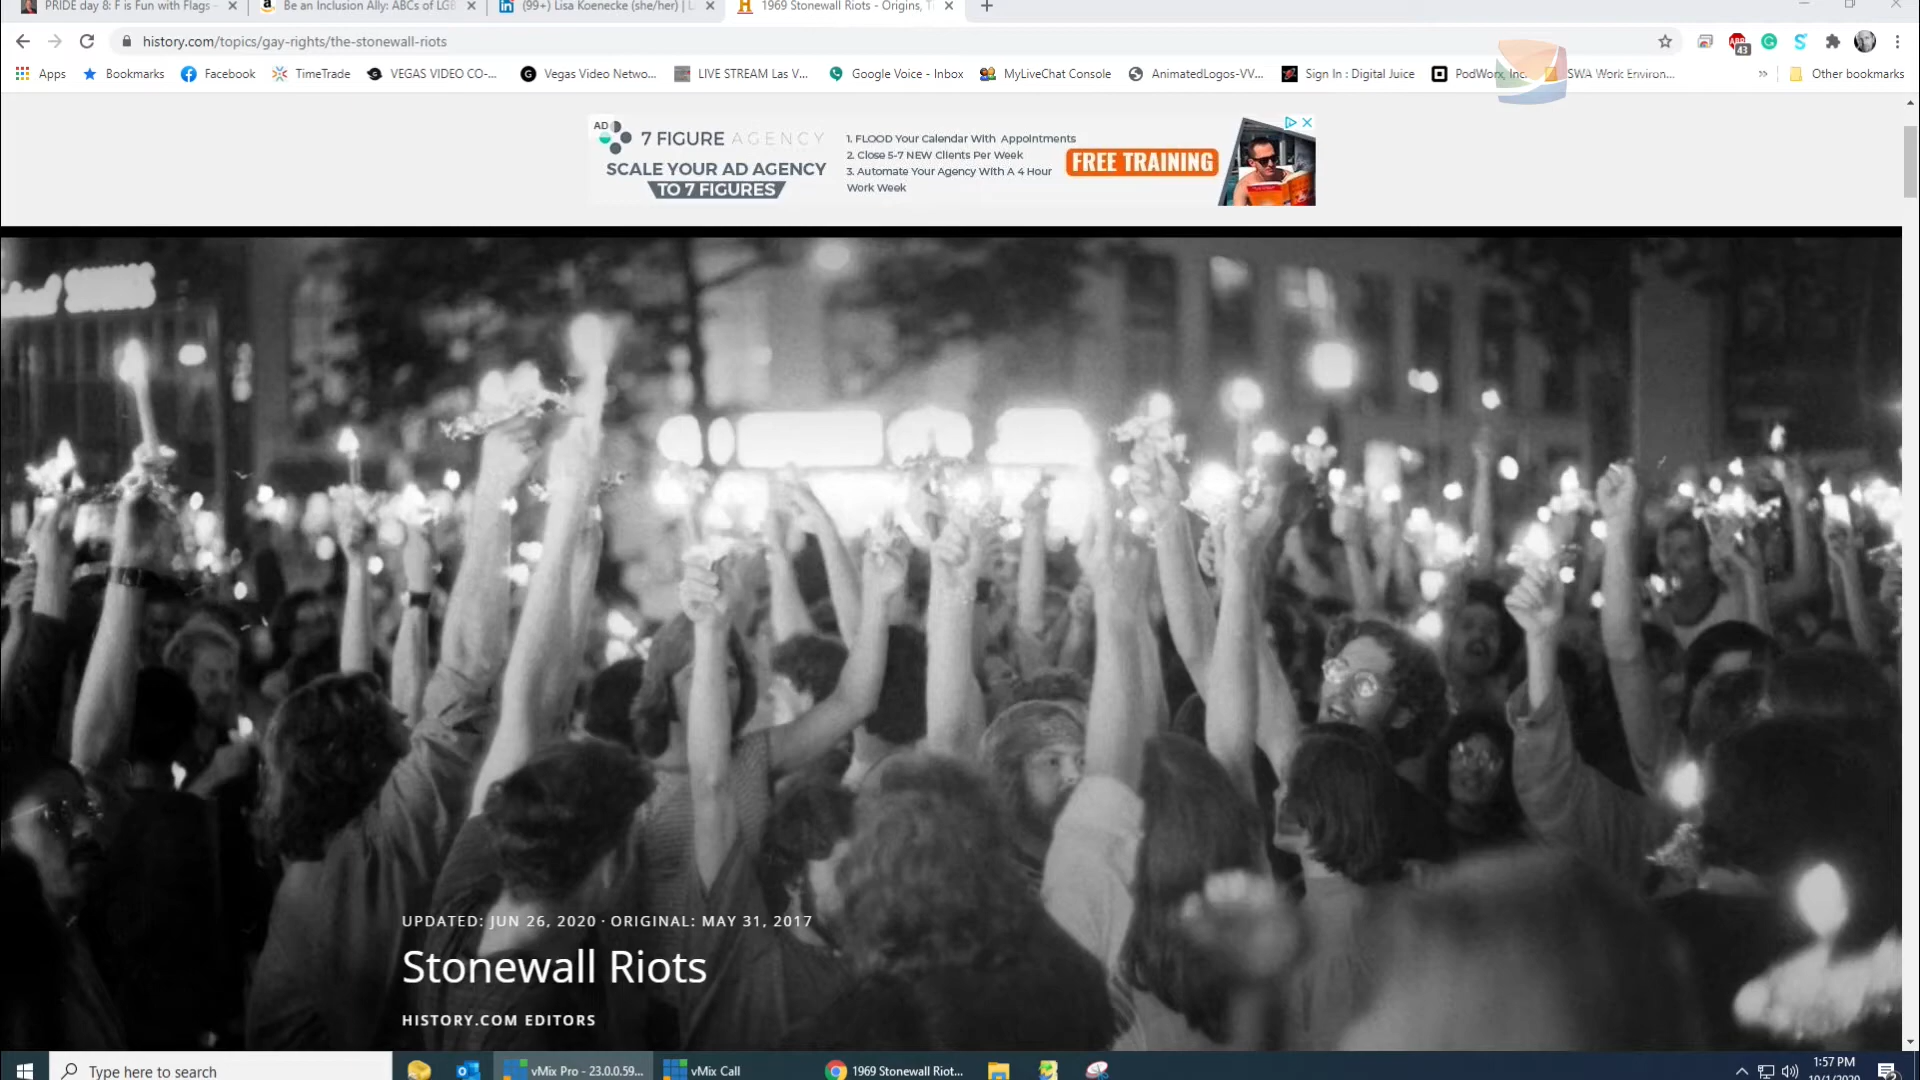 PRIDE day 8: F is Fun with Flags -
Be an Inclusion Ally: ABCs of LGB
(99+) Lisa Koenecke (she/her) | L
1969 Stonewall Riots - Origins, T
history.com/topics/gay-rights/the-stonewall-riots
43
Apps
Bookmarks
Facebook
TimeTrade
VEGAS VIDEO CO-...
Vegas Video Netwo...
LIVE STREAM Las V...
Google Voice - Inbox
MyLiveChat Console
AnimatedLogos-VV...
Sign In : Digital Juice
PodWorx, Inc.
SWA Work Environ...
Other bookmarks
AD
7 FIGURE AGENCY
SCALE YOUR AD AGENCY
TO 7 FIGURES
1. FLOOD Your Calendar With Appointments
2. Close 5-7 NEW Clients Per Week
3. Automate Your Agency With A 4 Hour
Work Week
FREE TRAINING
UPDATED: JUN 26, 2020 · ORIGINAL: MAY 31, 2017
Stonewall Riots
HISTORY.COM EDITORS
Type here to search
vMix Pro - 23.0.0.59...
vMix Call
1969 Stonewall Riot...
1:57 PM
10/1/2020